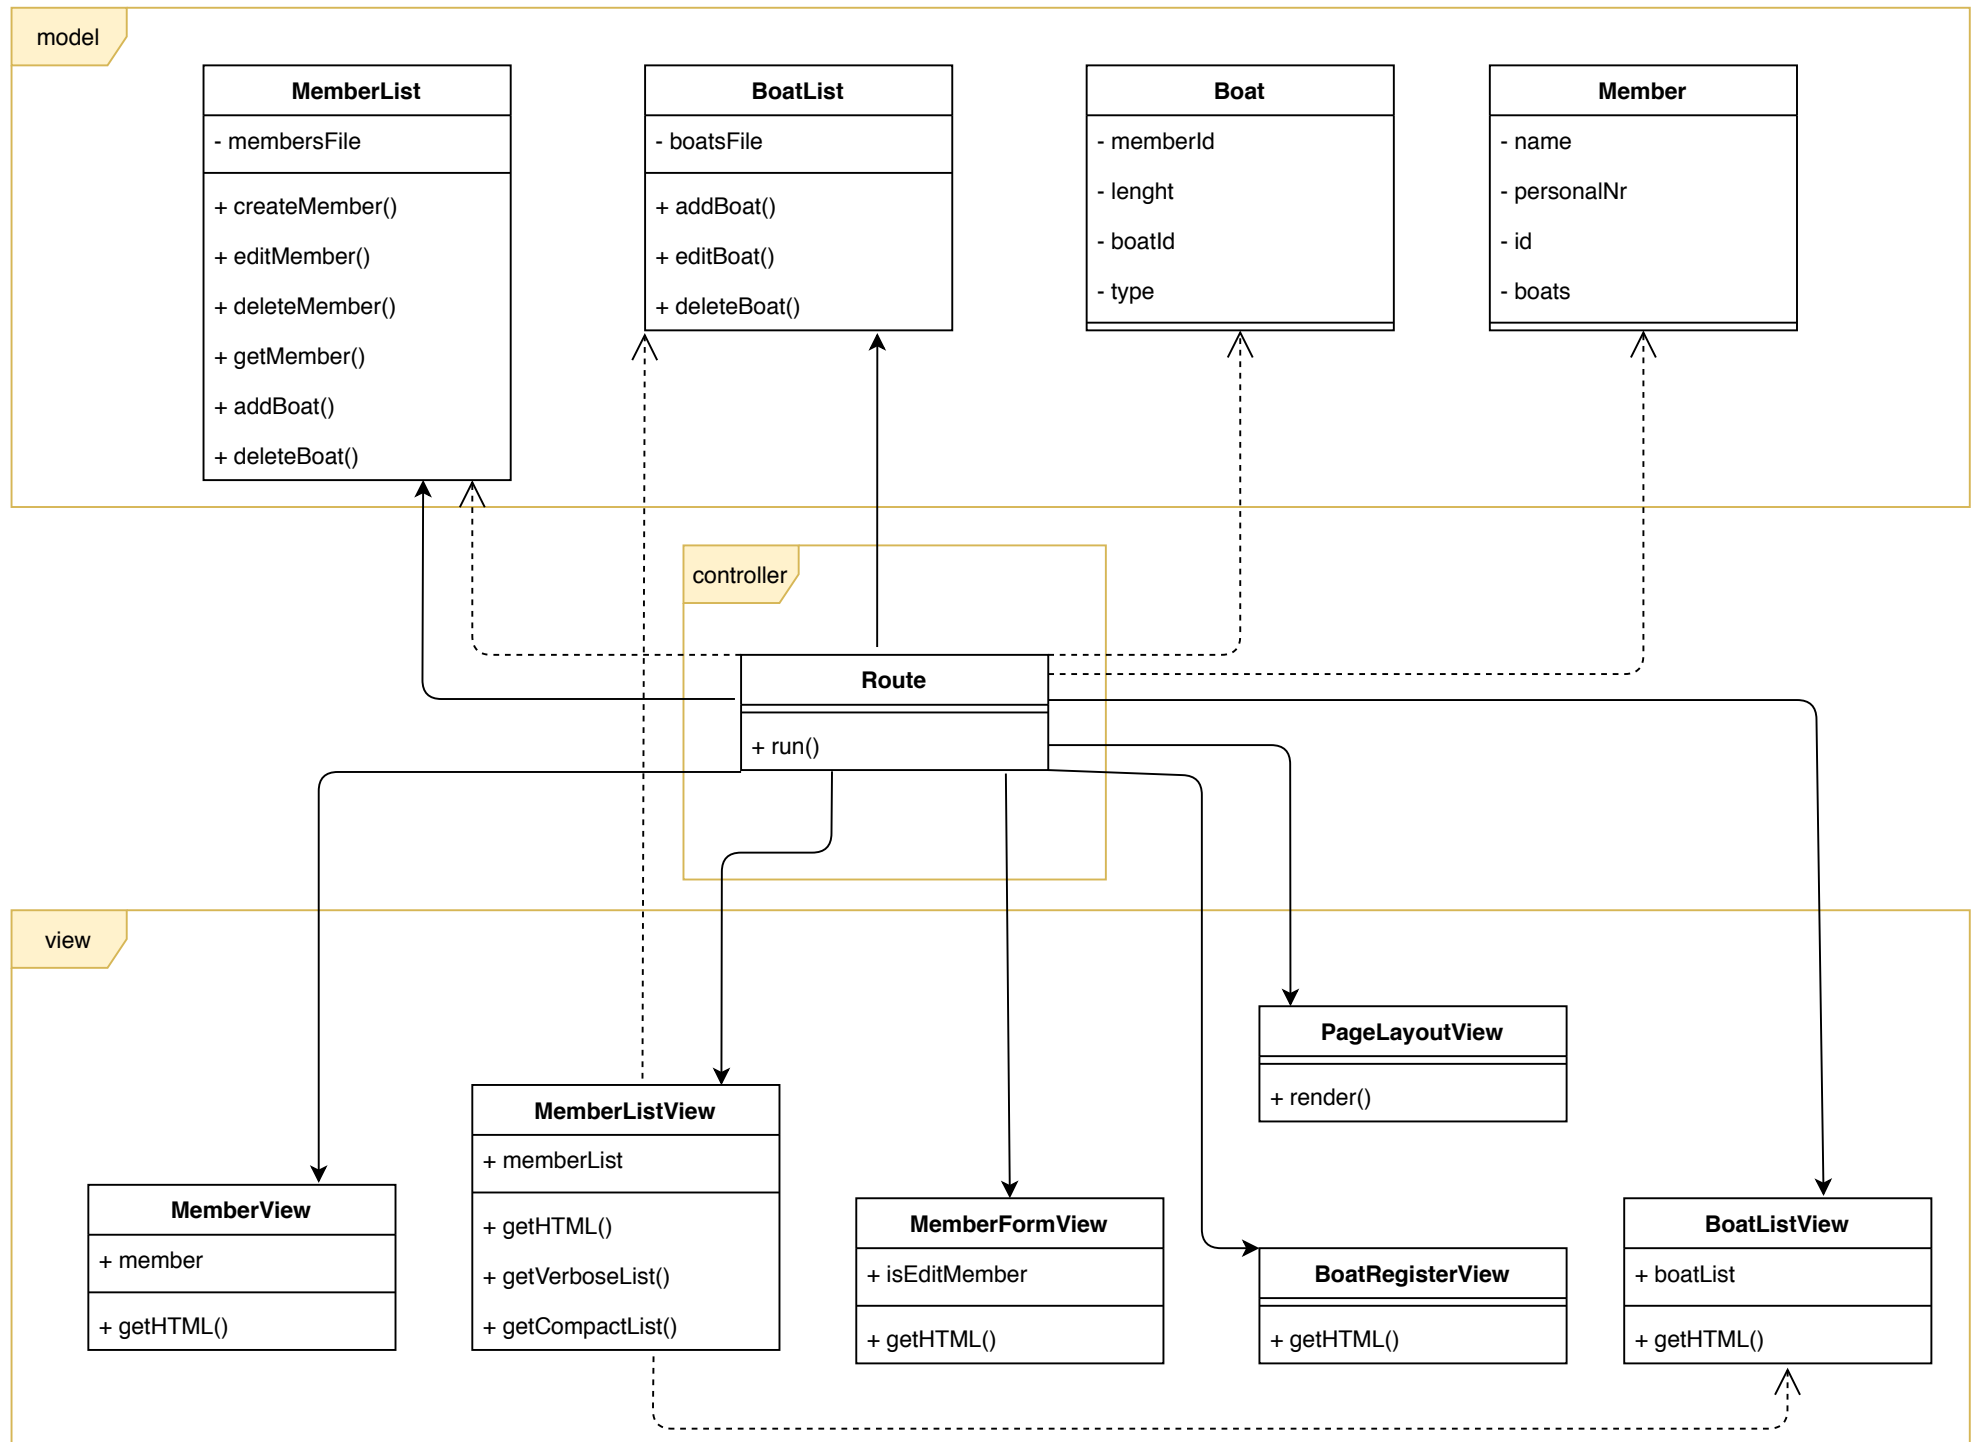 model
MemberList
- membersFile
+ createMember()
+ editMember()
+ deleteMember()
+ getMember()
+ addBoat()
+ deleteBoat()
BoatList
- boatsFile
+ addBoat()
+ editBoat()
+ deleteBoat()
Boat
- memberId
- lenght
- boatId
- type
Member
- name
- personalNr
- id
- boats
controller
Route
+ run()
view
MemberView
+ member
+ getHTML()
MemberListView
+ memberList
+ getHTML()
+ getVerboseList()
+ getCompactList()
MemberFormView
+ isEditMember
+ getHTML()
PageLayoutView
+ render()
BoatRegisterView
+ getHTML()
BoatListView
+ boatList
+ getHTML()